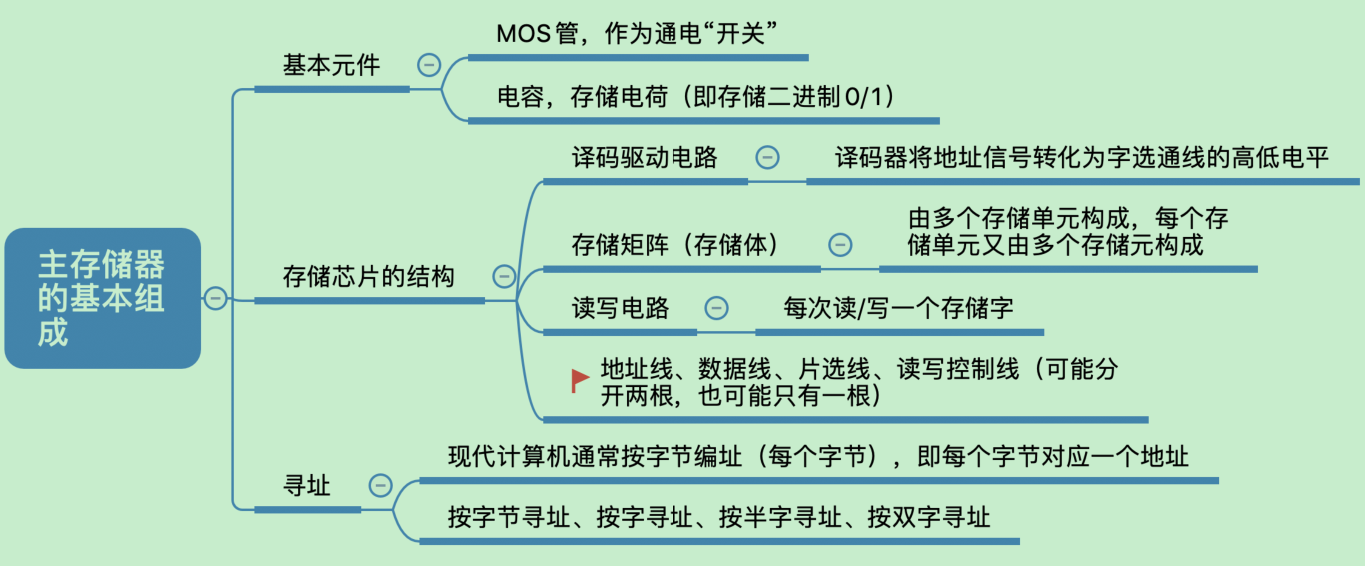 主存储器
的基本组
成
基本元件
MOS管，作为通电“开关”
电容，存储电荷（即存储二进制0/1）
存储芯片的结构
译码驱动电路
译码器将地址信号转化为字选通线的高低电平
存储矩阵（存储体）
由多个存储单元构成，每个存
储单元又由多个存储元构成
读写电路
每次读/写一个存储字
地址线、数据线、片选线、读写控制线（可能分
开两根，也可能只有一根）
寻址
现代计算机通常按字节编址（每个字节），即每个字节对应一个地址
按字节寻址、按字寻址、按半字寻址、按双字寻址